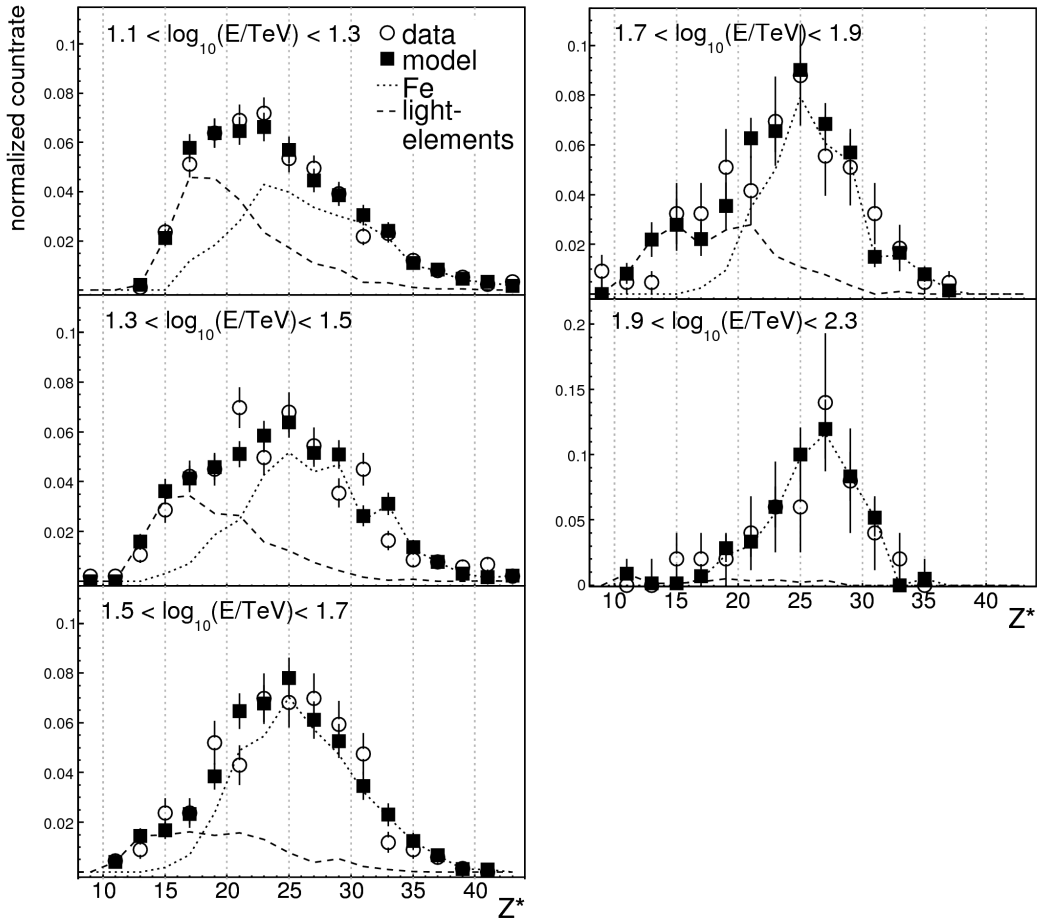 normalized countrate
1.1 < log10(E/TeV) < 1.3
data
model
Fe
light-
elements
0.1
0.08
0.06
0.04
0.02
1.3 < log10(E/TeV)< 1.5
0.1
0.08
0.06
0.04
0.02
1.5 < log10(E/TeV)< 1.7
0.1
0.08
0.06
0.04
0.02
10 15 20 25 30 35 40
Z*
1.7 < log10(E/TeV)< 1.9
0.1
0.08
0.06
0.04
0.02
1.9 < log10(E/TeV)< 2.3
0.2
0.15
0.1
0.05
0
10 15 20 25 30 35 40
Z*